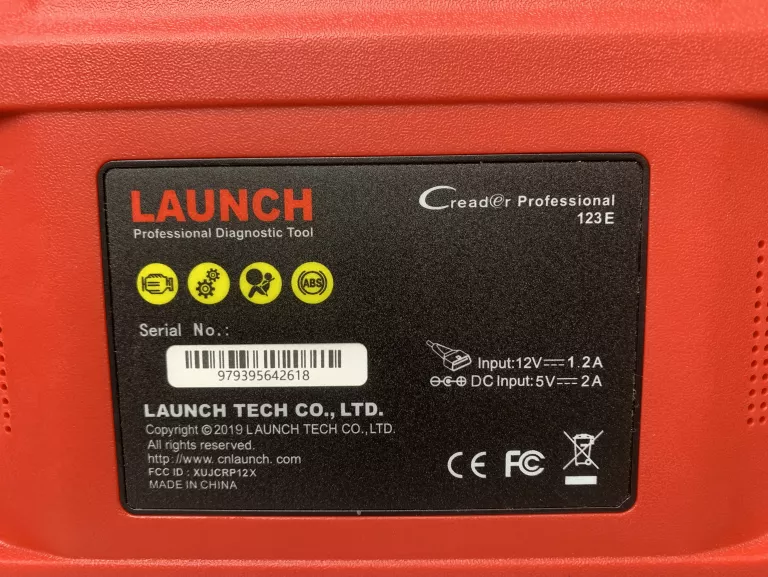 LAUNCH
Professional Diagnostic Tool
Creader Professional
123E
ABS
Serial No.:
979395642618
Input:12V⎓1.2A
DC Input:5V⎓2A
LAUNCH TECH CO., LTD.
Copyright ©2019 LAUNCH TECH CO., LTD.
All rights reserved.
http://www.cnlaunch.com
FCC ID : XUJCRP12X
MADE IN CHINA
CE FC